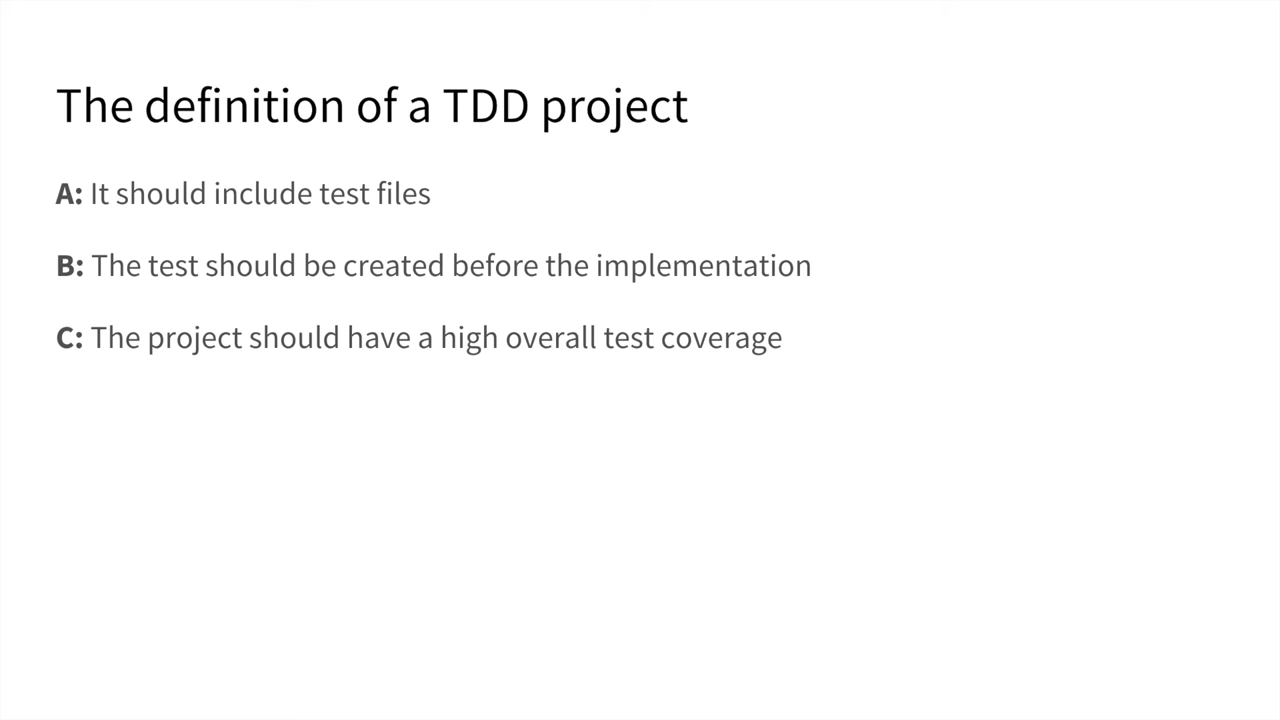 The definition of a TDD project
A: It should include test files
B: The test should be created before the implementation
C: The project should have a high overall test coverage